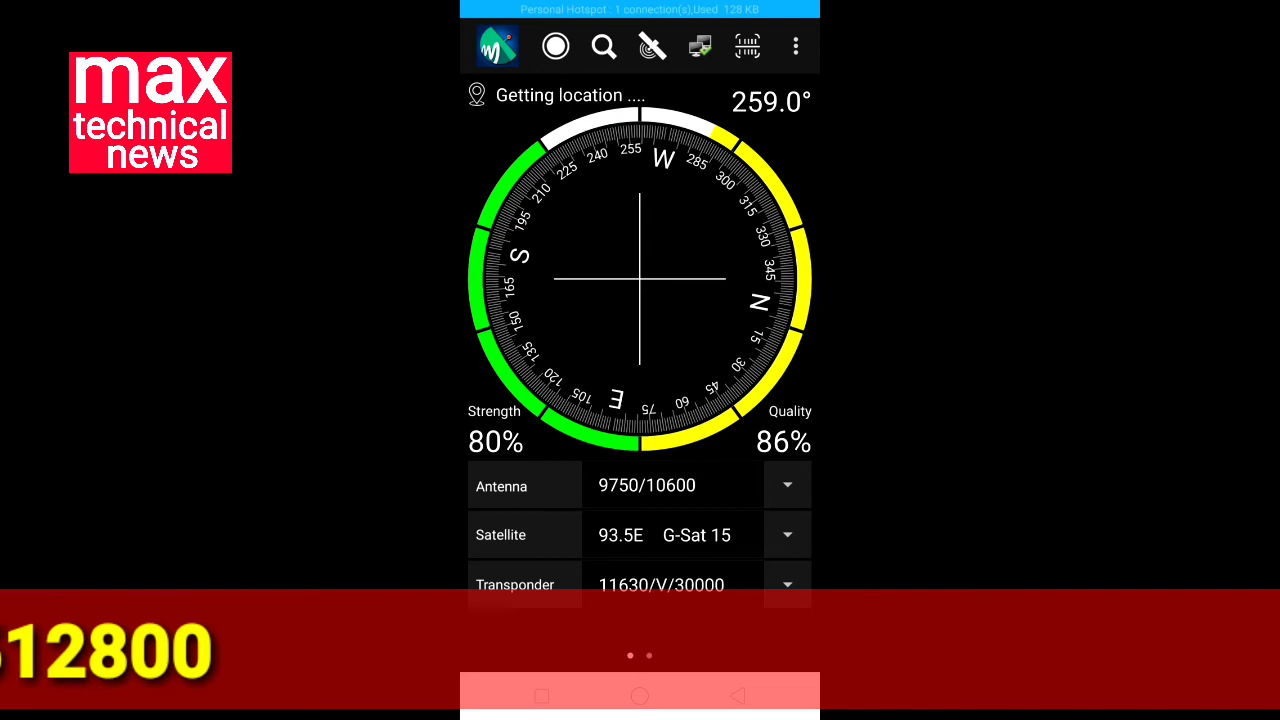 Personal Hotspot : 1 connection(s),Used 128 KB
max
technical
news
m
Getting location ....
259.0°
255
W
285
300
315
330
345
N
75
30
45
60
75
E
105
120
135
150
165
S
195
210
225
240
Strength
Quality
80%
86%
Antenna
9750/10600
Satellite
93.5E G-Sat 15
Transponder
11630/V/30000
12800